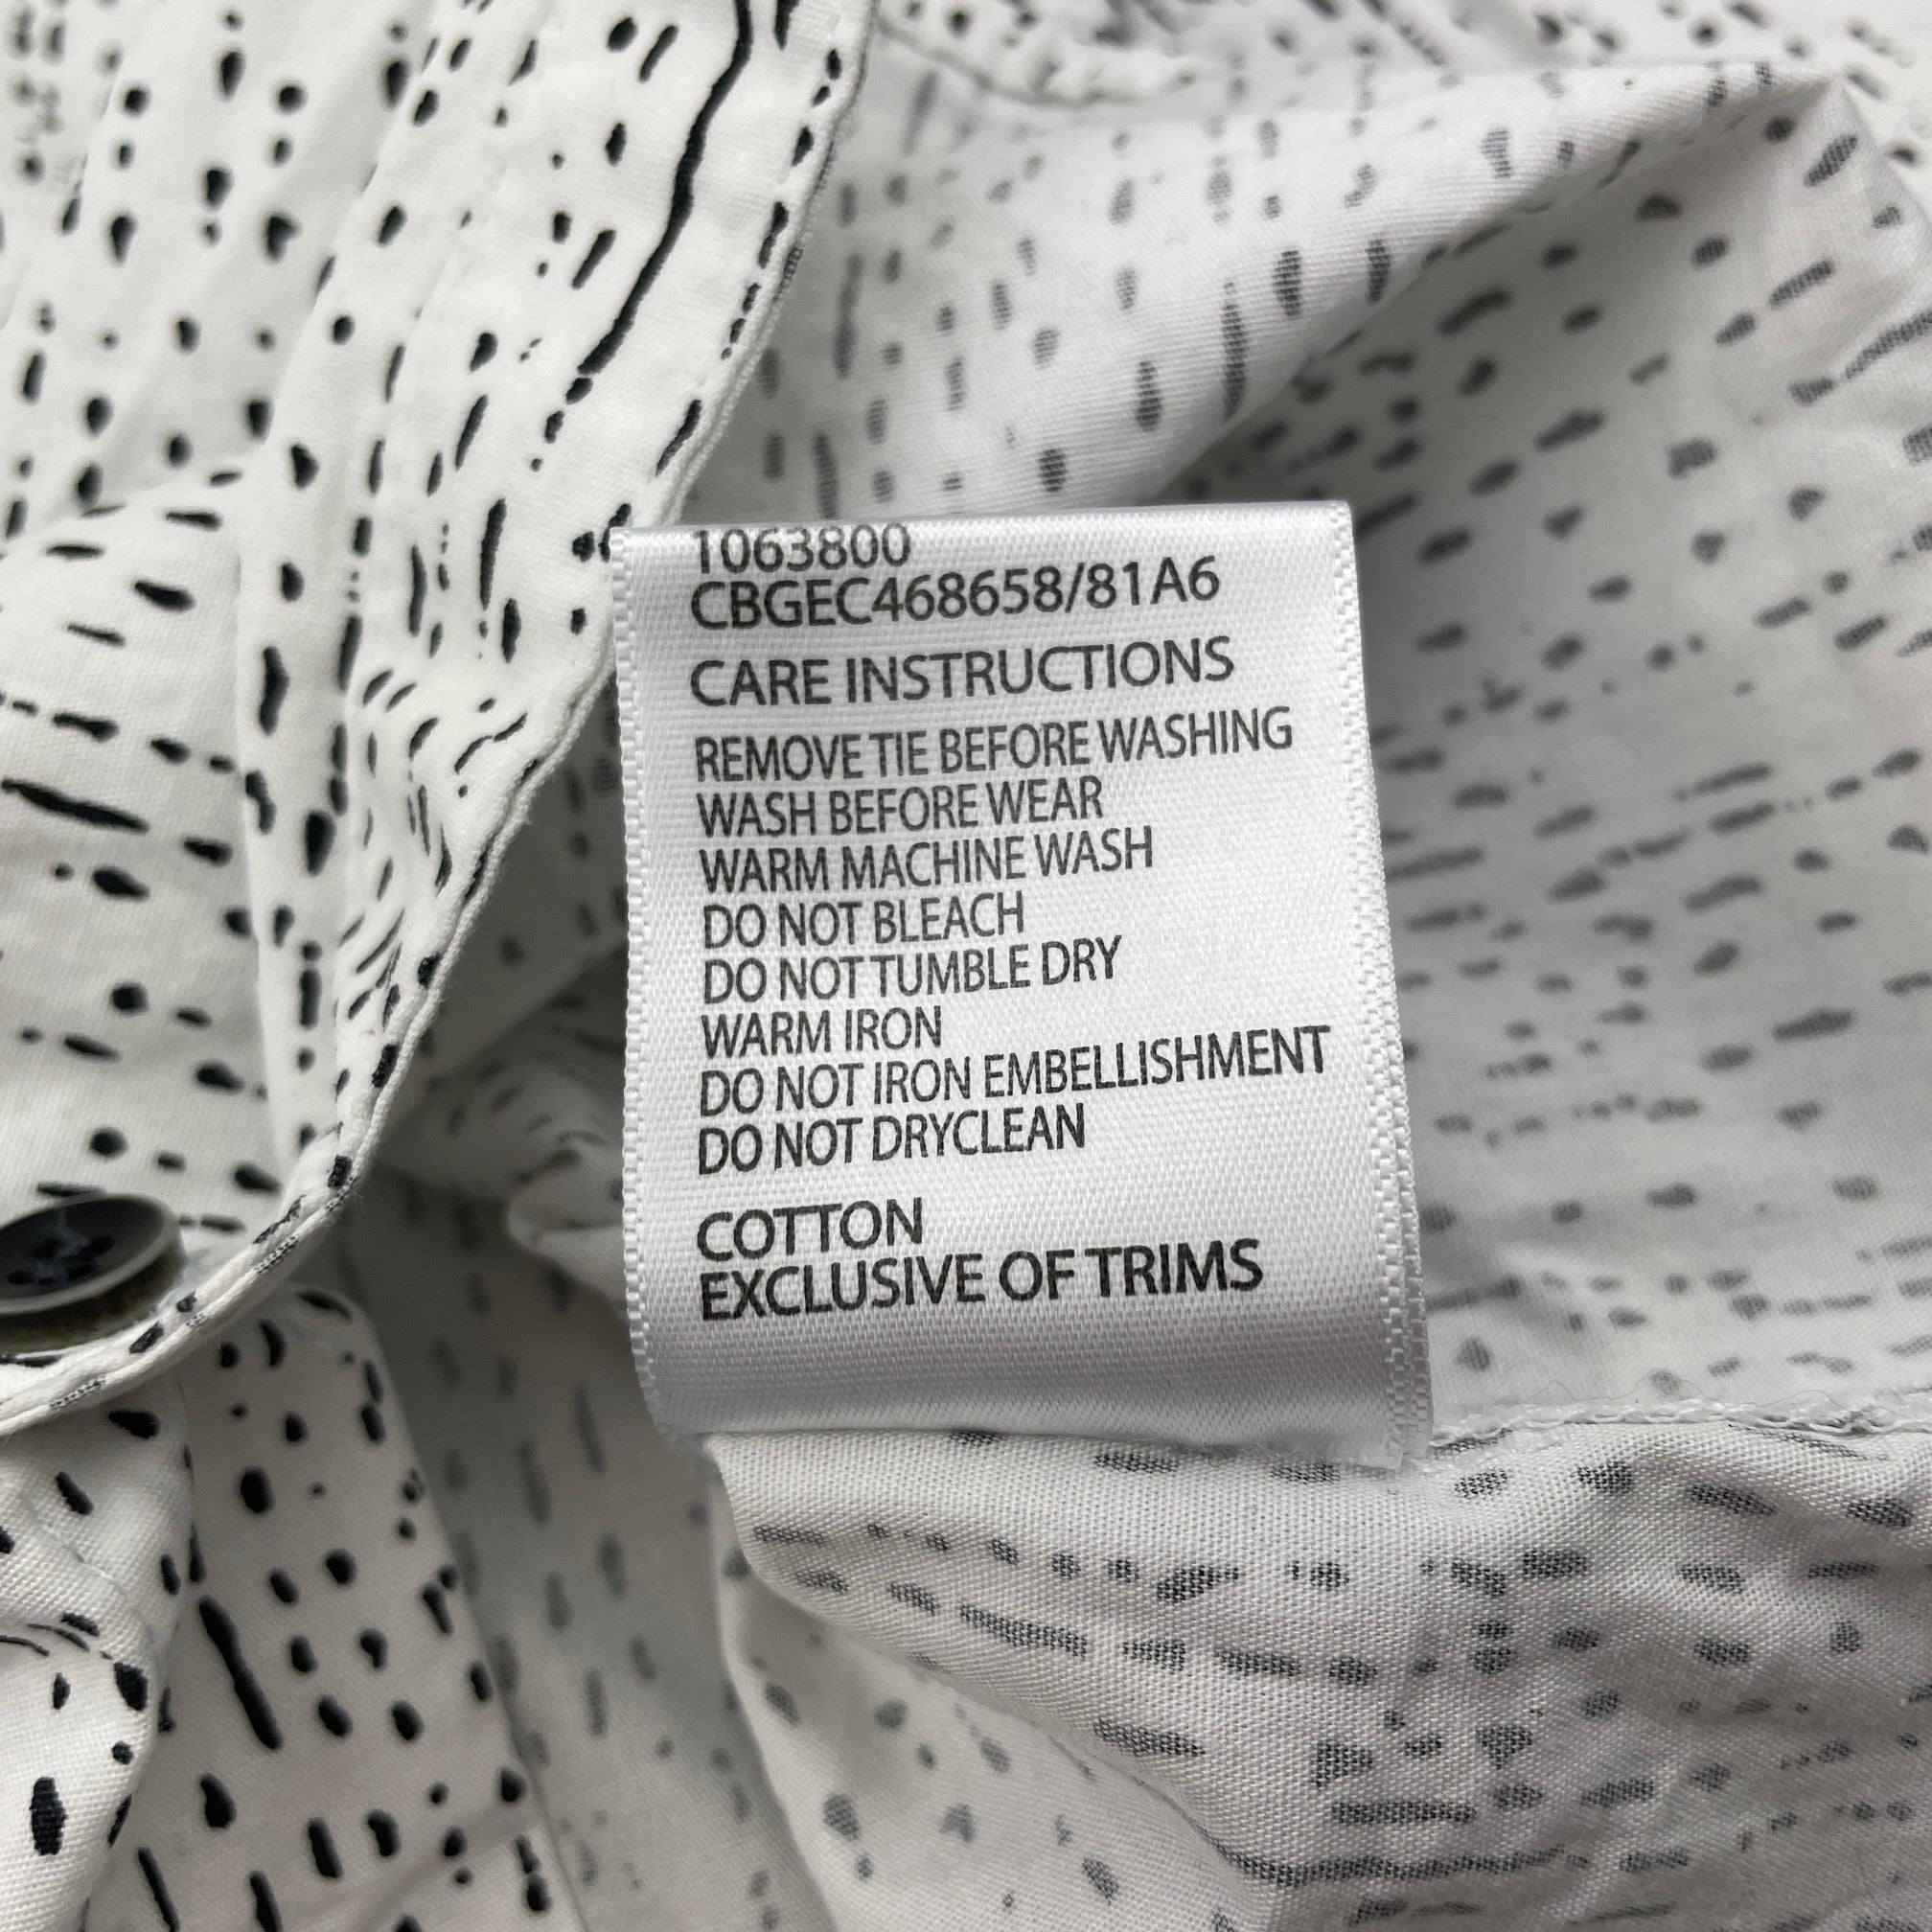 1063800
CBGEC468658/81A6
CARE INSTRUCTIONS
REMOVE TIE BEFORE WASHING
WASH BEFORE WEAR
WARM MACHINE WASH
DO NOT BLEACH
DO NOT TUMBLE DRY
WARM IRON
DO NOT IRON EMBELLISHMENT
DO NOT DRYCLEAN
COTTON
EXCLUSIVE OF TRIMS